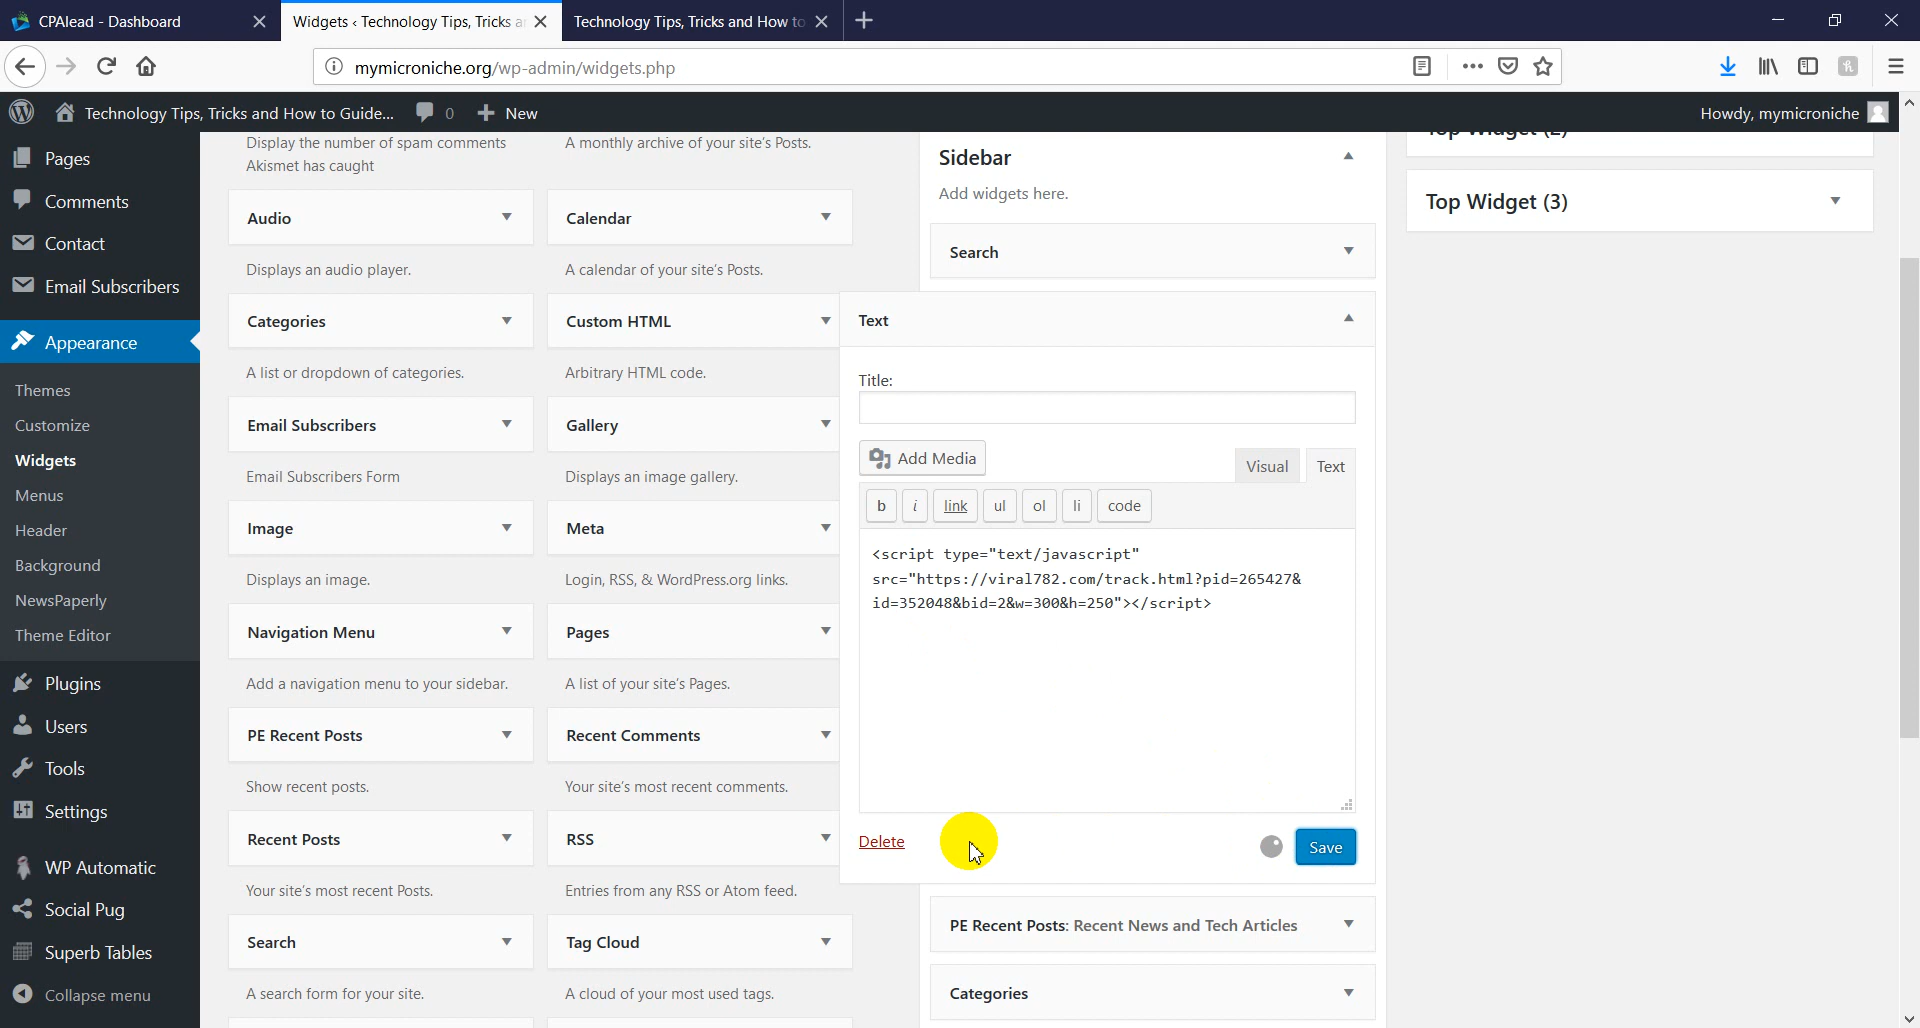 CPAlead - Dashboard
Widgets ‹ Technology Tips, Tricks a
Technology Tips, Tricks and How to
mymicroniche.org/wp-admin/widgets.php
Technology Tips, Tricks and How to Guide...
0
New
Howdy, mymicroniche
Pages
Comments
Contact
Email Subscribers
Appearance
Themes
Customize
Widgets
Menus
Header
Background
NewsPaperly
Theme Editor
Plugins
Users
Tools
Settings
WP Automatic
Social Pug
Superb Tables
Collapse menu
Display the number of spam comments
Akismet has caught
A monthly archive of your site's Posts.
Audio
Calendar
Displays an audio player.
A calendar of your site's Posts.
Categories
Custom HTML
A list or dropdown of categories.
Arbitrary HTML code.
Email Subscribers
Gallery
Email Subscribers Form
Displays an image gallery.
Image
Meta
Displays an image.
Login, RSS, & WordPress.org links.
Navigation Menu
Pages
Add a navigation menu to your sidebar.
A list of your site's Pages.
PE Recent Posts
Recent Comments
Show recent posts.
Your site's most recent comments.
Recent Posts
RSS
Your site's most recent Posts.
Entries from any RSS or Atom feed.
Search
Tag Cloud
A search form for your site.
A cloud of your most used tags.
Sidebar
Add widgets here.
Search
Text
Title:
Add Media
Visual
Text
b
i
link
ul
ol
li
code
<script type="text/javascript"
src="https://viral782.com/track.html?pid=265427&
id=352048&bid=2&w=300&h=250"></script>
Delete
Save
PE Recent Posts: Recent News and Tech Articles
Categories
Top Widget (2)
Top Widget (3)